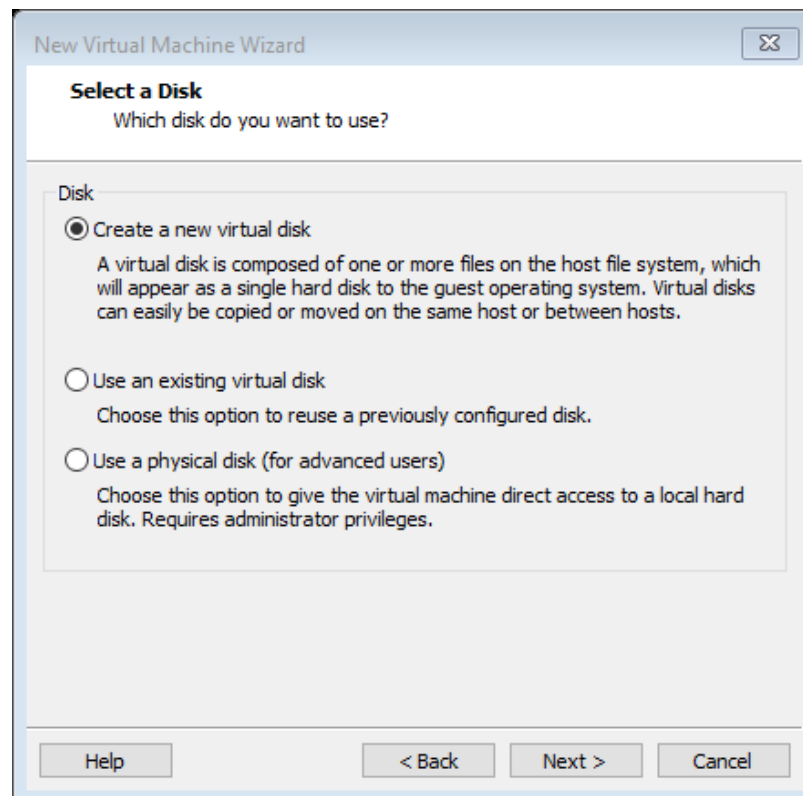 New Virtual Machine Wizard
Select a Disk
Which disk do you want to use?
Disk
Create a new virtual disk
A virtual disk is composed of one or more files on the host file system, which
will appear as a single hard disk to the guest operating system. Virtual disks
can easily be copied or moved on the same host or between hosts.
Use an existing virtual disk
Choose this option to reuse a previously configured disk.
Use a physical disk (for advanced users)
Choose this option to give the virtual machine direct access to a local hard
disk. Requires administrator privileges.
Help < Back Next > Cancel